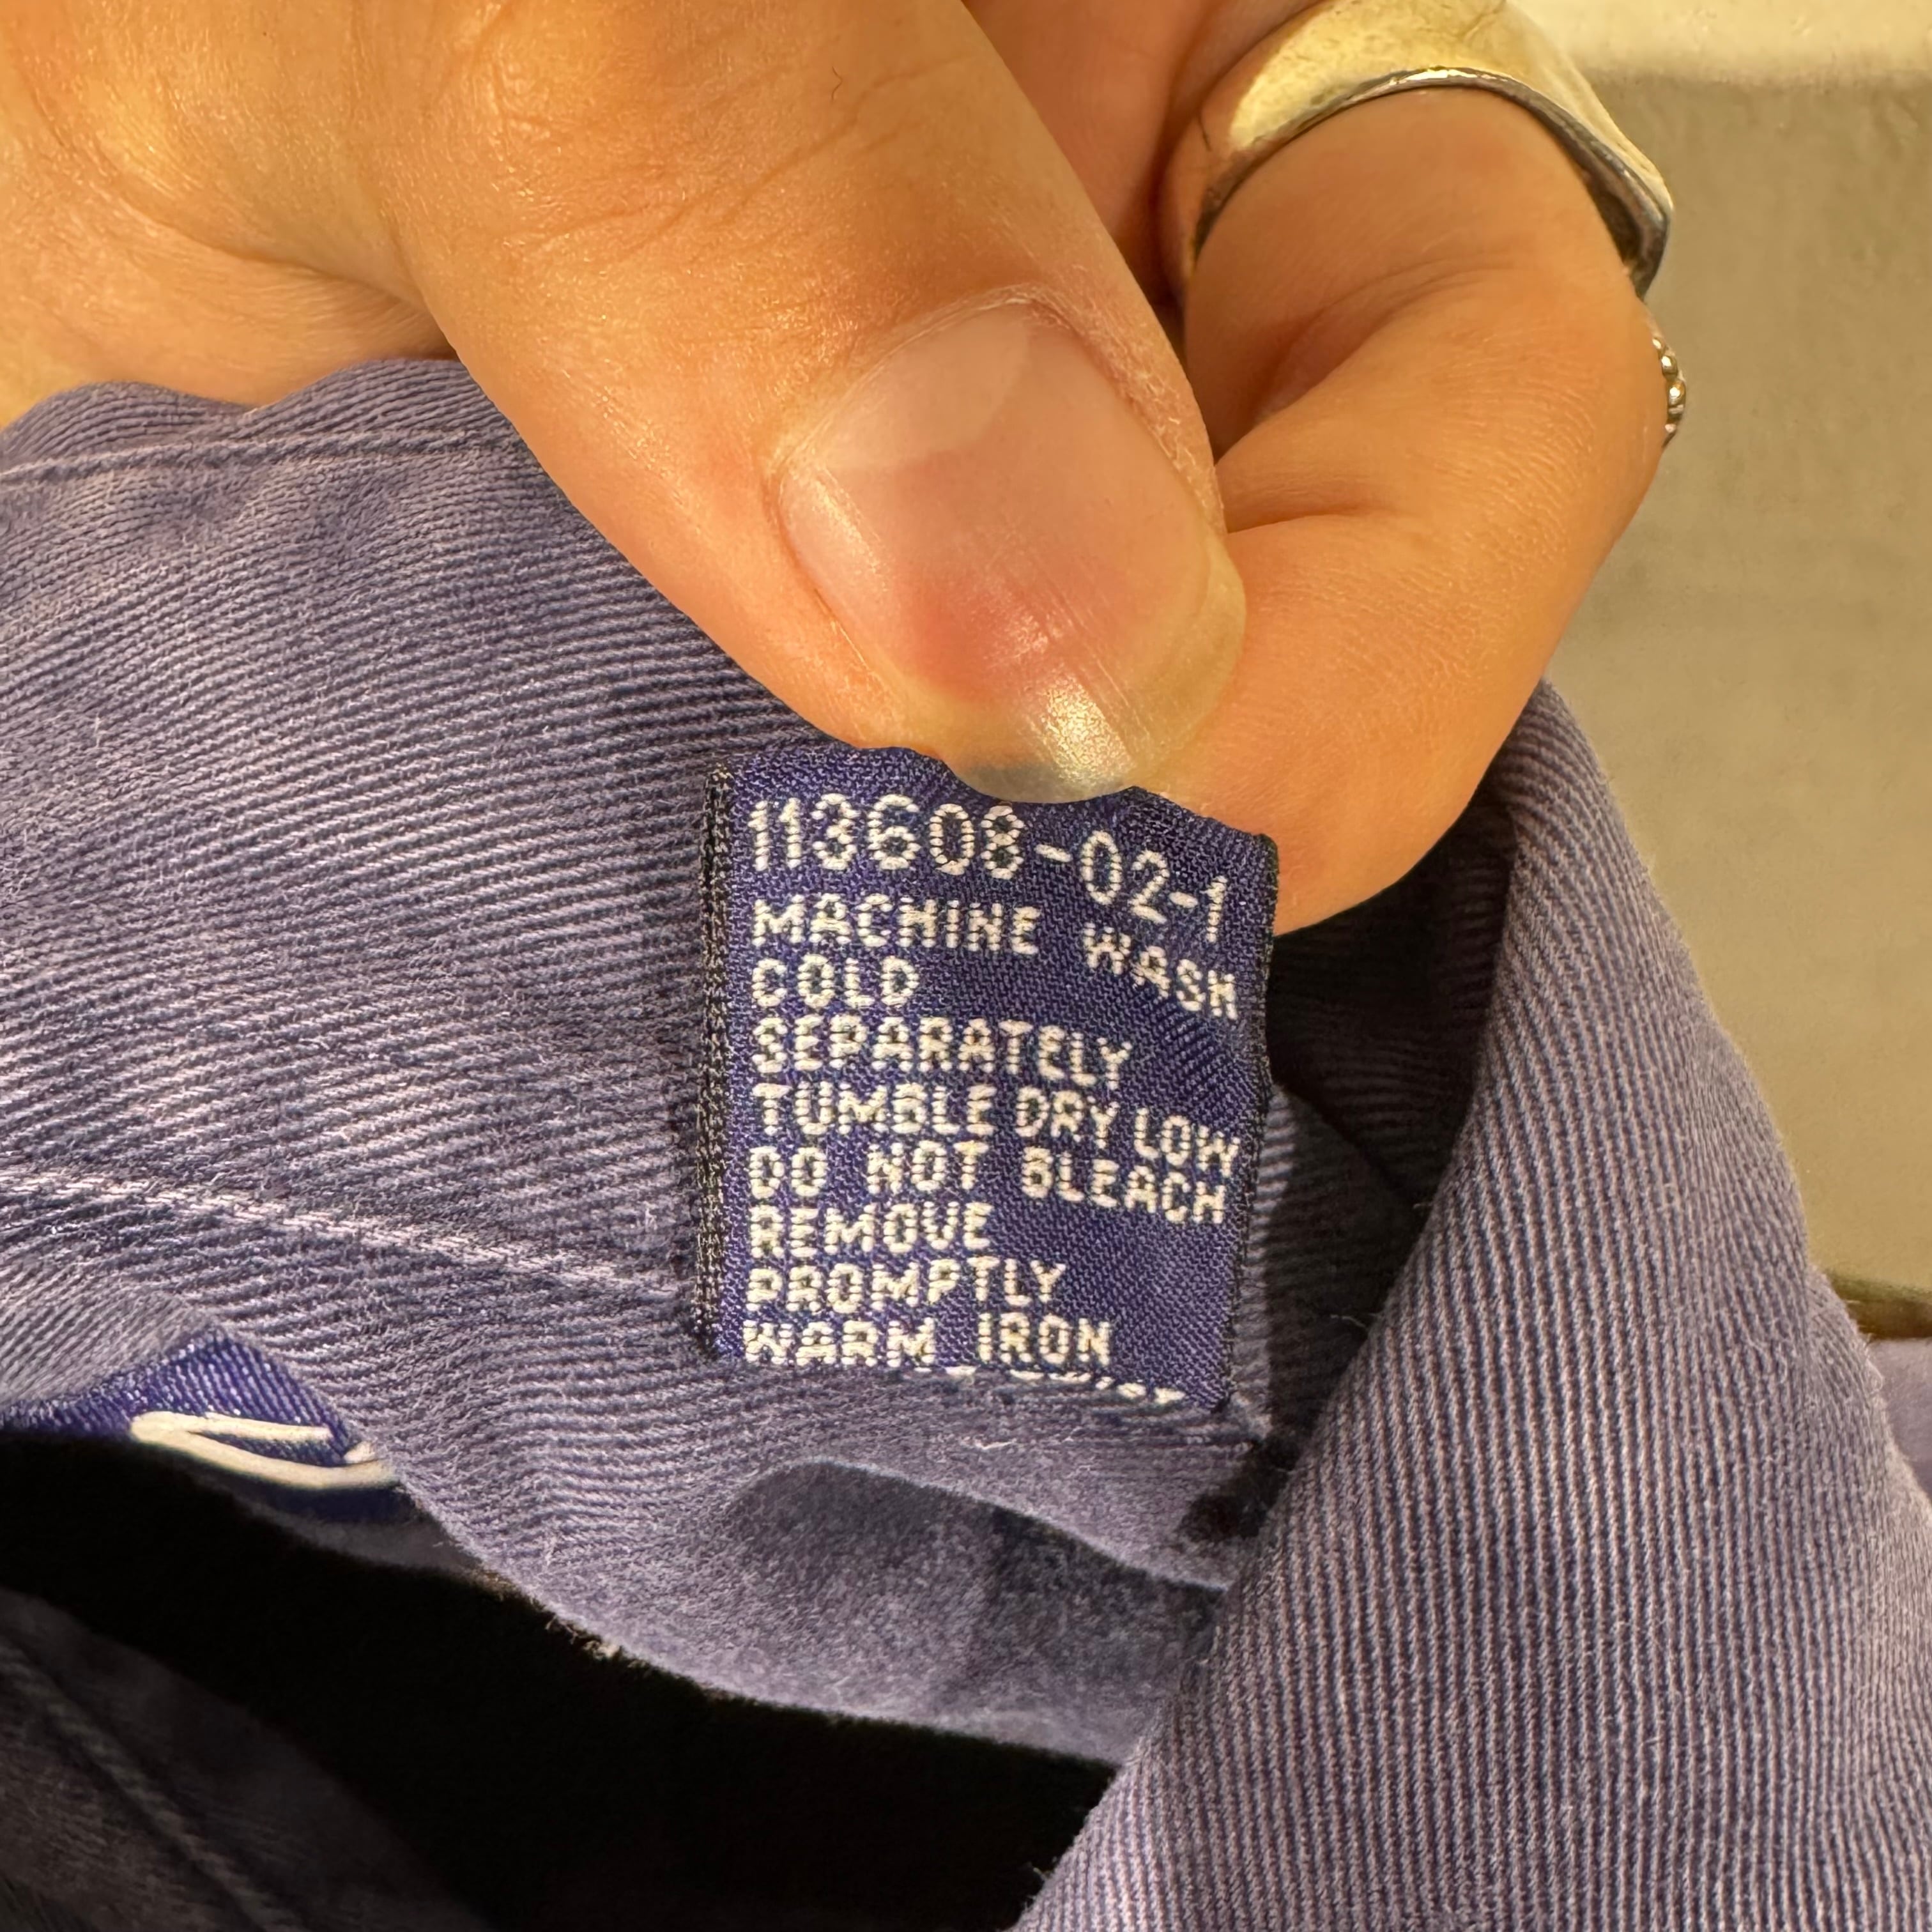 113608-02-1
MACHINE WASH
COLD
SEPARATELY
TUMBLE DRY LOW
DO NOT BLEACH
REMOVE
PROMPTLY
WARM IRON